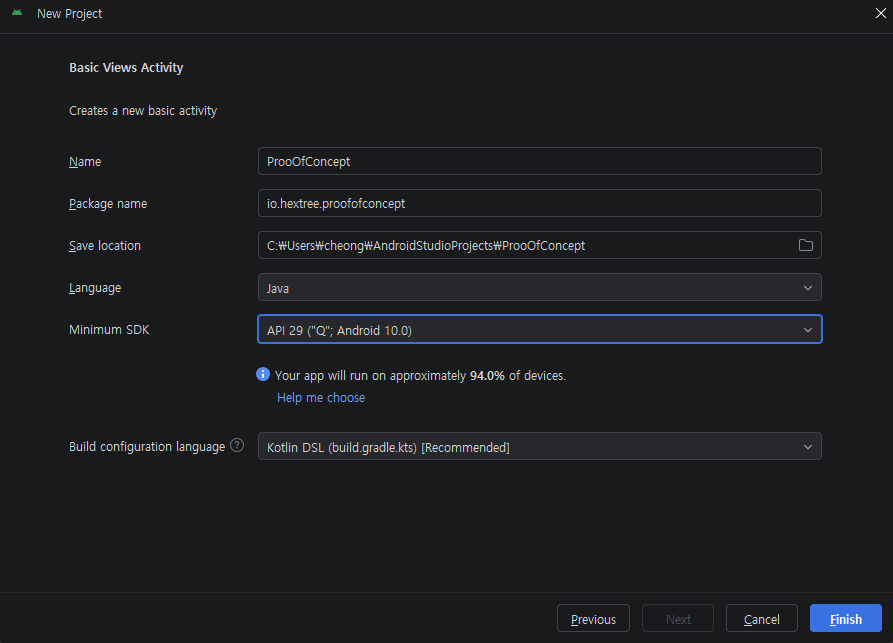 New Project
Basic Views Activity
Creates a new basic activity
Name ProoOfConcept
Package name io.hextree.proofofconcept
Save location C:₩Users₩cheong₩AndroidStudioProjects₩ProoOfConcept
Language Java
Minimum SDK API 29 ("Q"; Android 10.0)
Your app will run on approximately 94.0% of devices.
Help me choose
Build configuration language Kotlin DSL (build.gradle.kts) [Recommended]
Previous Next Cancel Finish